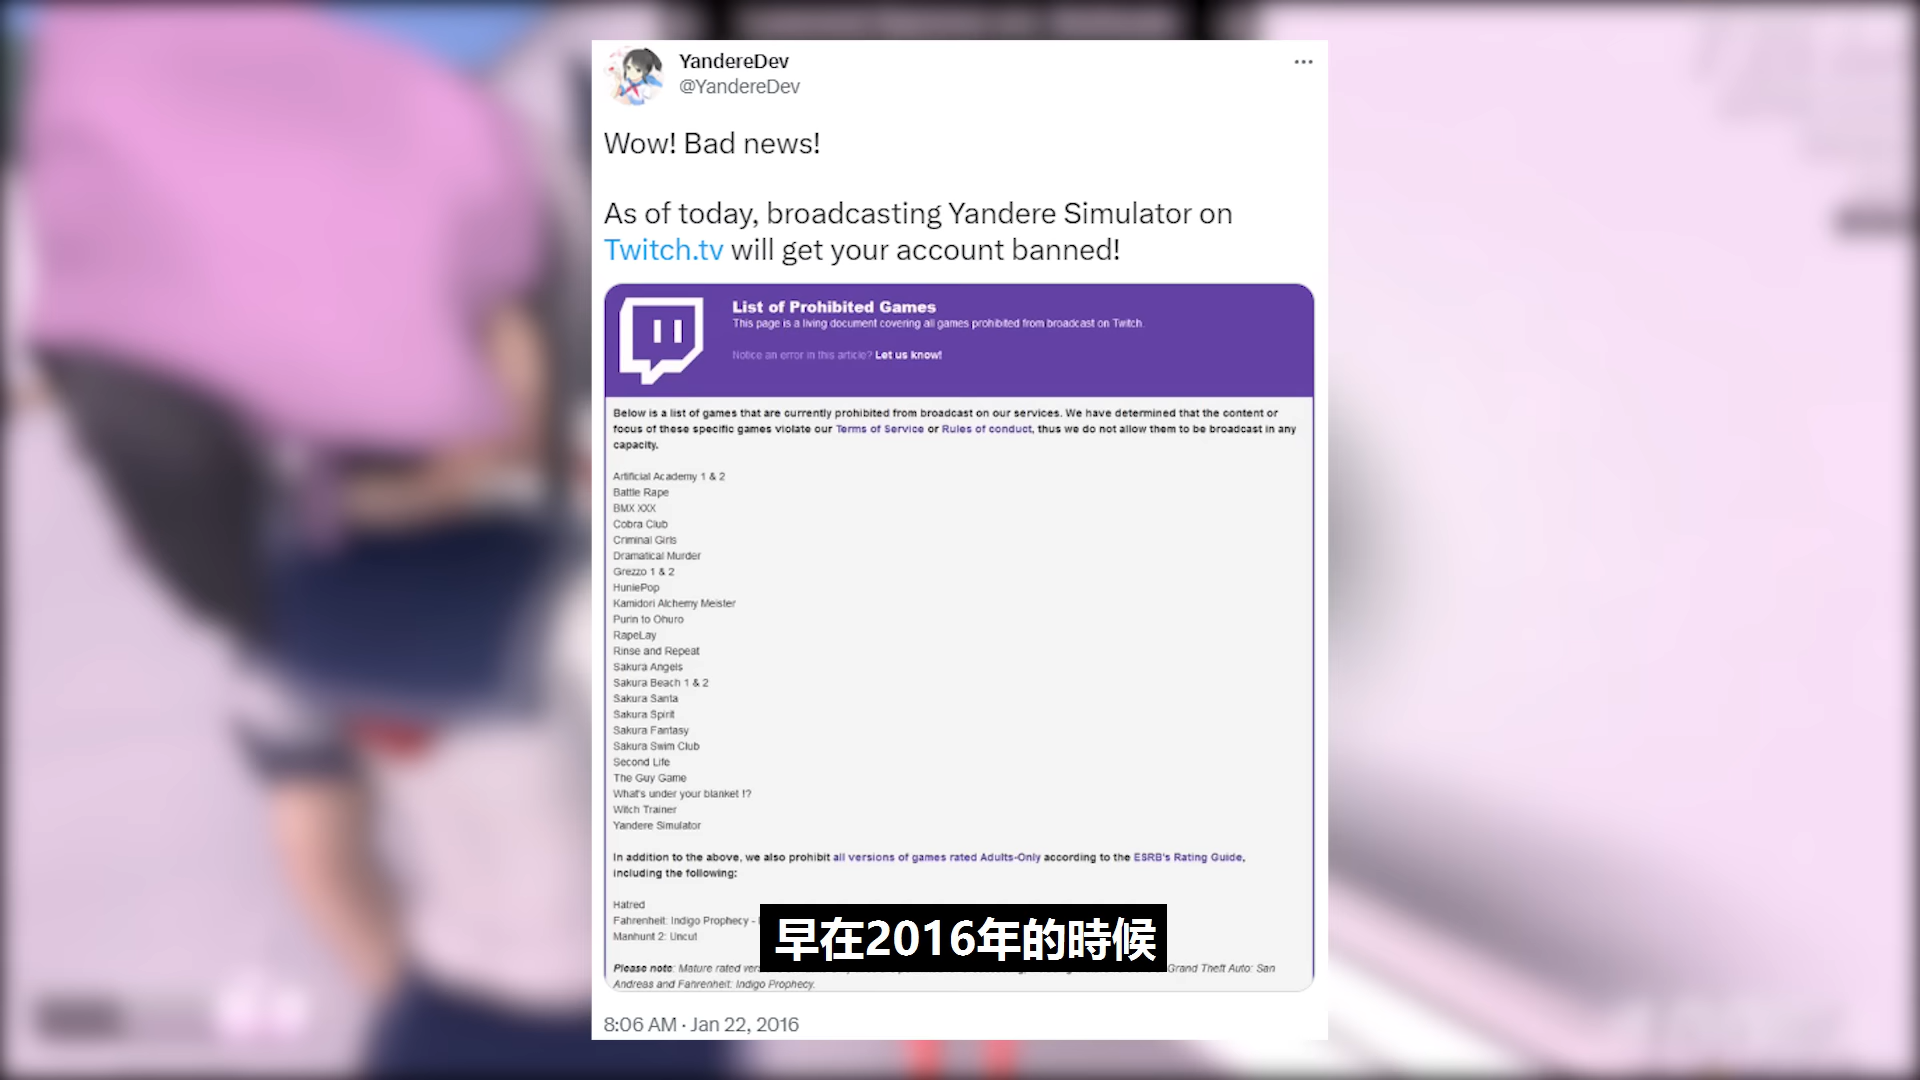 YandereDev
@YandereDev
Wow! Bad news!
As of today, broadcasting Yandere Simulator on
Twitch.tv will get your account banned!
List of Prohibited Games
This page is a living document covering all games prohibited from broadcast on Twitch.
Notice an error in this article? Let us know!
Below is a list of games that are currently prohibited from broadcast on our services. We have determined that the content or
focus of these specific games violate our Terms of Service or Rules of conduct, thus we do not allow them to be broadcast in any
capacity.
Artificial Academy 1 & 2
Battle Rape
BMX XXX
Cobra Club
Criminal Girls
Dramatical Murder
Grezzo 1 & 2
HuniePop
Kamidori Alchemy Meister
Purin to Ohuro
RapeLay
Rinse and Repeat
Sakura Angels
Sakura Beach 1 & 2
Sakura Santa
Sakura Spirit
Sakura Fantasy
Sakura Swim Club
Second Life
The Guy Game
What's under your blanket !?
Witch Trainer
Yandere Simulator
In addition to the above, we also prohibit all versions of games rated Adults-Only according to the ESRB's Rating Guide,
including the following:
Hatred
Fahrenheit: Indigo Prophecy -
Manhunt 2: Uncut
早在2016年的時候
Please note: Mature rated Grand Theft Auto: San
Andreas and Fahrenheit: Indigo Prophecy.
8:06 AM · Jan 22, 2016